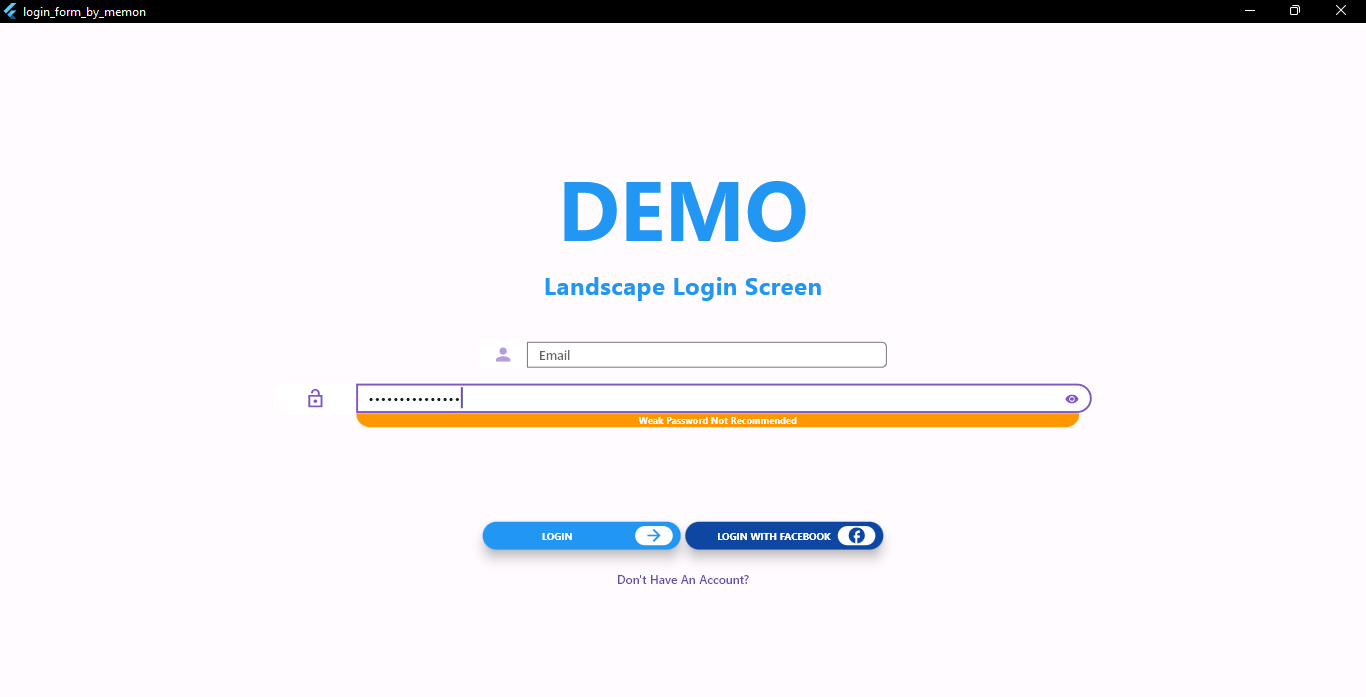 login_form_by_memon
DEMO
Landscape Login Screen
Email
•••••••••••••••
Weak Password Not Recommended
LOGIN
LOGIN WITH FACEBOOK
Don't Have An Account?